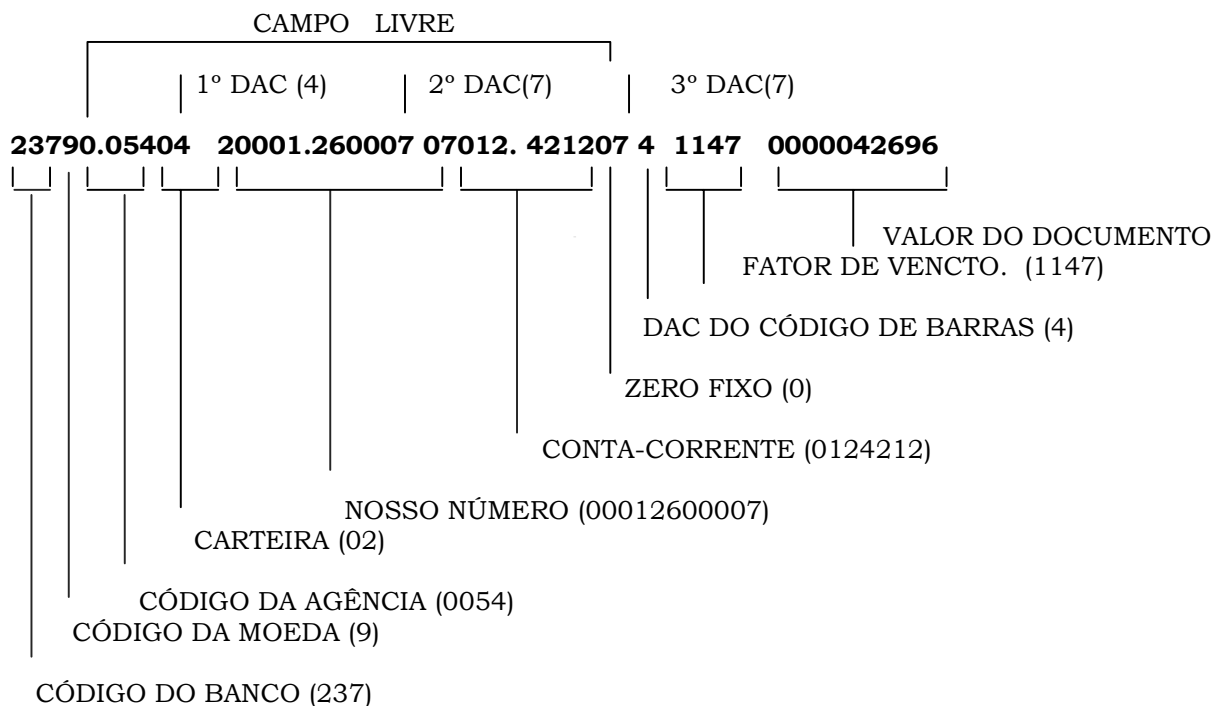 CAMPO LIVRE
1º DAC (4) 2º DAC(7) 3º DAC(7)
23790.05404 20001.260007 07012. 421207 4 1147 0000042696
VALOR DO DOCUMENTO
FATOR DE VENCTO. (1147)
DAC DO CÓDIGO DE BARRAS (4)
ZERO FIXO (0)
CONTA-CORRENTE (0124212)
NOSSO NÚMERO (00012600007)
CARTEIRA (02)
CÓDIGO DA AGÊNCIA (0054)
CÓDIGO DA MOEDA (9)
CÓDIGO DO BANCO (237)